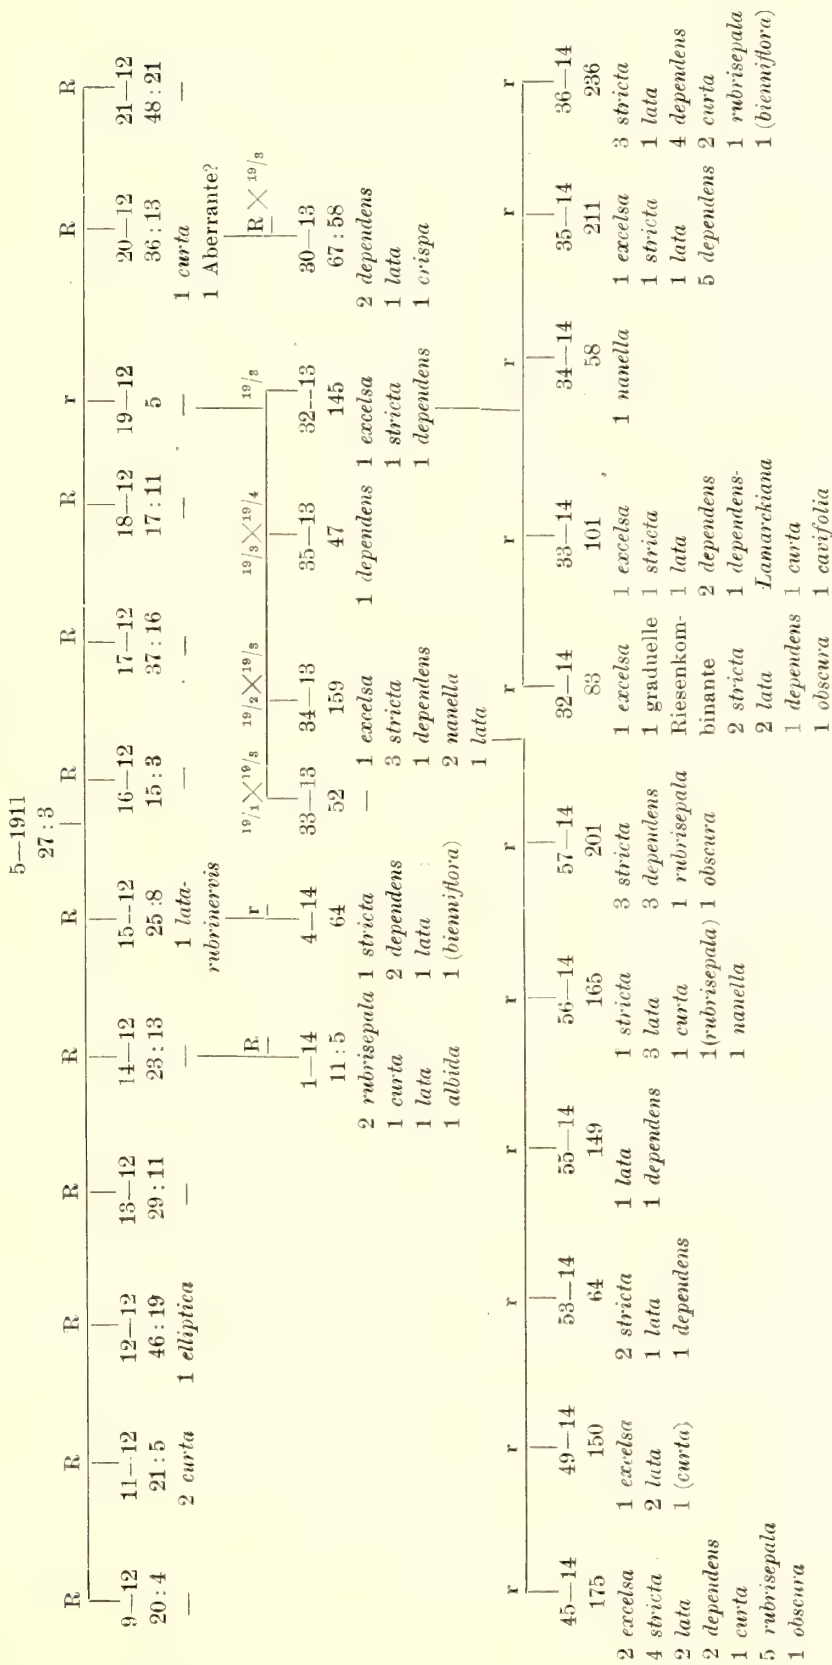 5—1911
27 : 3
R R R R R R R R R r R R
9—12 11—12 12—12 13—12 14—12 15—12 16—12 17—12 18—12 19—12 20—12 21—12
20 : 4 21 : 5 46 : 19 29 : 11 23 : 13 25 : 8 15 : 3 37 : 16 17 : 11 5 36 : 13 48 : 21
— 2 curta 1 elliptica — — 1 lata- — — — — 1 curta —
rubrinervis 1 Aberrante?
R r 19/1×19/3 19/2×19/3 19/3×19/4 19/3 R × 19/3
1—14 4—14 33—13 34—13 35—13 32—13 30—13
11 : 5 64 52 159 47 145 67 : 58
2 rubrisepala 1 stricta — 1 excelsa 1 dependens 1 excelsa 2 dependens
1 curta 2 dependens 3 stricta 1 stricta 1 lata
1 lata 1 lata 1 dependens 1 dependens 1 crispa
1 albida 1 (bienniflora) 2 nanella
1 lata
r r r r r r r r r r r
45—14 49—14 53—14 55—14 56—14 57—14 32—14 33—14 34—14 35—14 36—14
175 150 64 149 165 201 83 101 58 211 236
2 excelsa 1 excelsa 2 stricta 1 lata 1 stricta 3 stricta 1 excelsa 1 excelsa 1 nanella 1 excelsa 3 stricta
4 stricta 2 lata 1 lata 1 dependens 3 lata 3 dependens 1 graduelle 1 stricta 1 stricta 1 lata
2 lata 1 (curta) 1 dependens 1 curta 1 rubrisepala Riesenkom- 1 lata 1 lata 4 dependens
2 dependens 1 (rubrisepala) 1 obscura binante 2 dependens 5 dependens 2 curta
1 curta 1 nanella 2 stricta 1 dependens- 1 rubrisepala
5 rubrisepala 2 lata Lamarckiana 1 (bienniflora)
1 obscura 1 dependens 1 curta
1 obscura 1 cavifolia